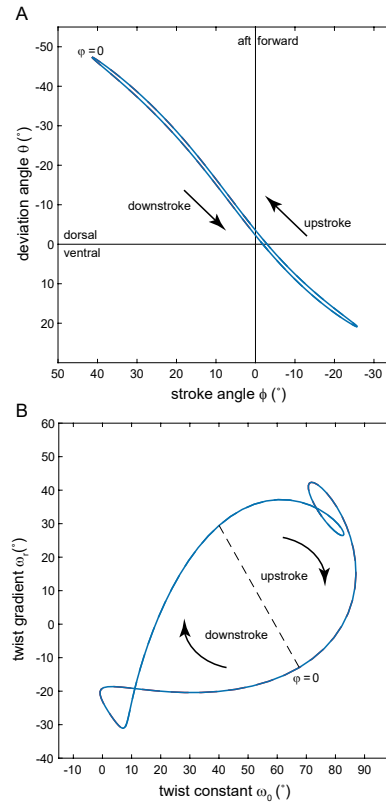 A
aft forward
φ=0
-50
-40
-30
-20
-10
0
10
20
deviation angle θ (°)
downstroke
upstroke
dorsal
ventral
50 40 30 20 10 0 -10 -20 -30
stroke angle ϕ (°)
B
60
50
40
30
20
10
0
-10
-20
-30
-40
twist gradient ωr(°)
upstroke
downstroke
φ=0
-10 0 10 20 30 40 50 60 70 80 90
twist constant ω0 (°)